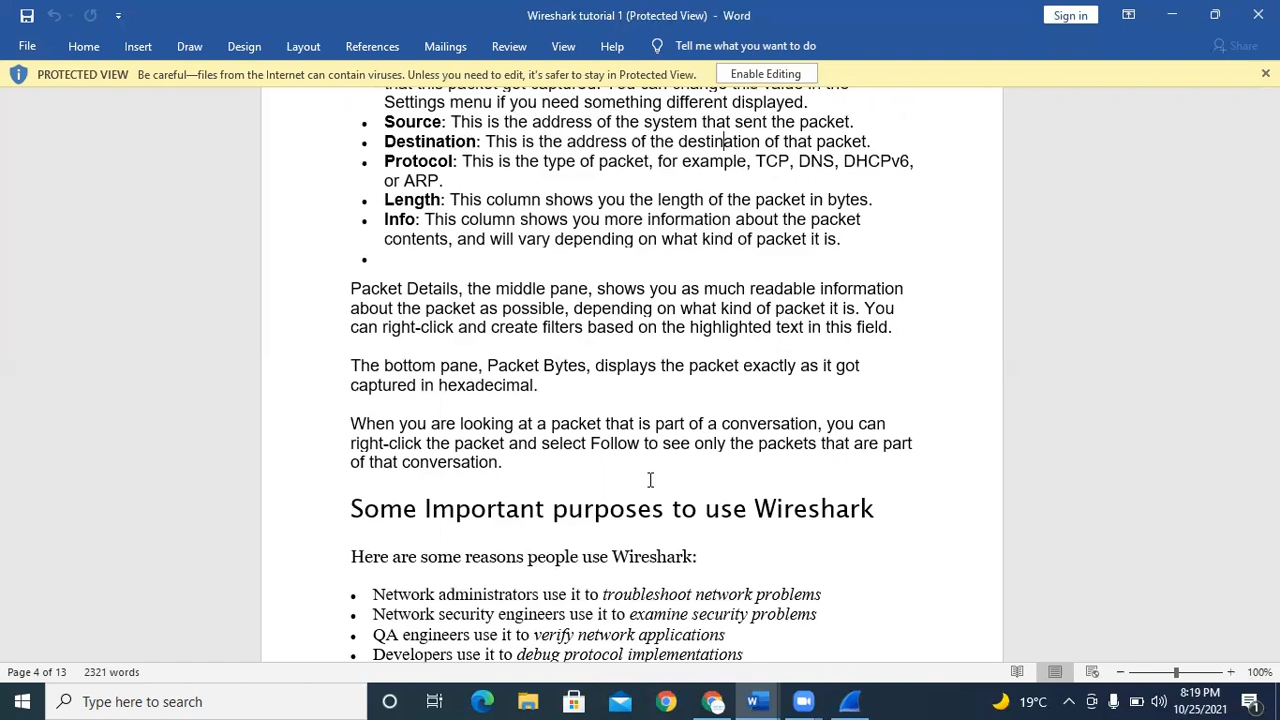 Wireshark tutorial 1 (Protected View) - Word
Sign in
File Home Insert Draw Design Layout References Mailings Review View Help Tell me what you want to do Share
PROTECTED VIEW Be careful—files from the Internet can contain viruses. Unless you need to edit, it's safer to stay in Protected View. Enable Editing
that this packet got captured. You can change this value in the
Settings menu if you need something different displayed.
• Source: This is the address of the system that sent the packet.
• Destination: This is the address of the destination of that packet.
• Protocol: This is the type of packet, for example, TCP, DNS, DHCPv6,
or ARP.
• Length: This column shows you the length of the packet in bytes.
• Info: This column shows you more information about the packet
contents, and will vary depending on what kind of packet it is.
•
Packet Details, the middle pane, shows you as much readable information
about the packet as possible, depending on what kind of packet it is. You
can right-click and create filters based on the highlighted text in this field.
The bottom pane, Packet Bytes, displays the packet exactly as it got
captured in hexadecimal.
When you are looking at a packet that is part of a conversation, you can
right-click the packet and select Follow to see only the packets that are part
of that conversation.
Some Important purposes to use Wireshark
Here are some reasons people use Wireshark:
• Network administrators use it to troubleshoot network problems
• Network security engineers use it to examine security problems
• QA engineers use it to verify network applications
• Developers use it to debug protocol implementations
Page 4 of 13 2321 words 100%
Type here to search 19°C 8:19 PM
10/25/2021